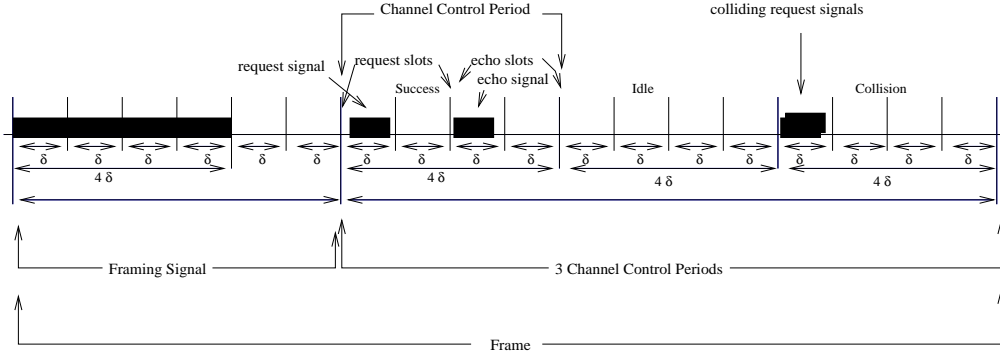 Channel Control Period
colliding request signals
request signal
request slots
echo slots
echo signal
Success
Idle
Collision
δ δ δ δ δ δ δ δ δ δ δ δ δ δ δ δ δ δ
4 δ 4 δ 4 δ 4 δ
Framing Signal
3 Channel Control Periods
Frame